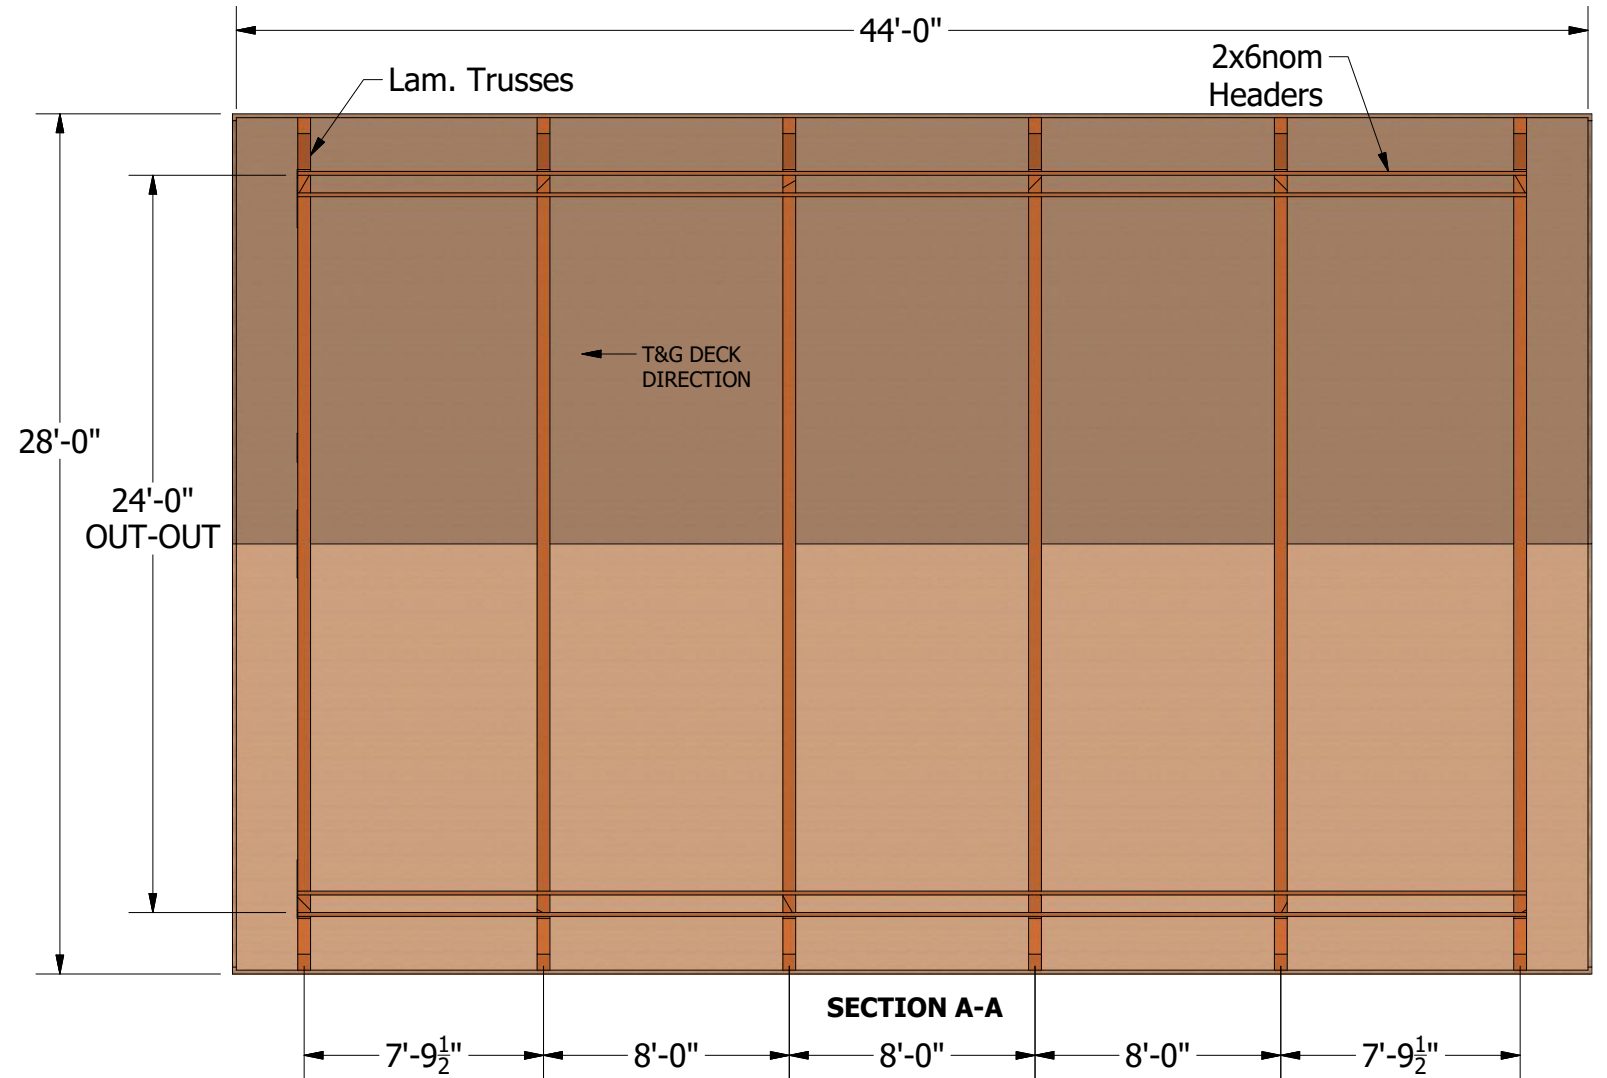 44'-0"
2x6nom
Headers
Lam. Trusses
T&G DECK
DIRECTION
28'-0"
24'-0"
OUT-OUT
SECTION A-A
7'-9½" 8'-0" 8'-0" 8'-0" 7'-9½"